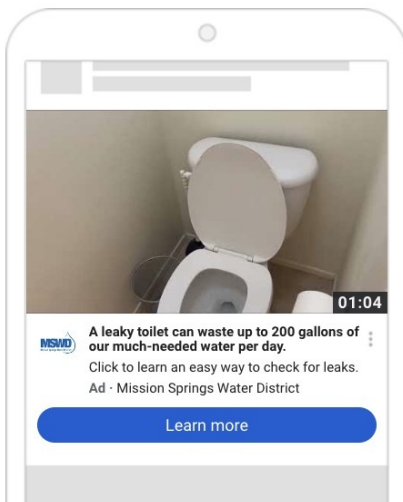 01:04
A leaky toilet can waste up to 200 gallons of
our much-needed water per day.
MSWD
Click to learn an easy way to check for leaks.
Ad · Mission Springs Water District
Learn more